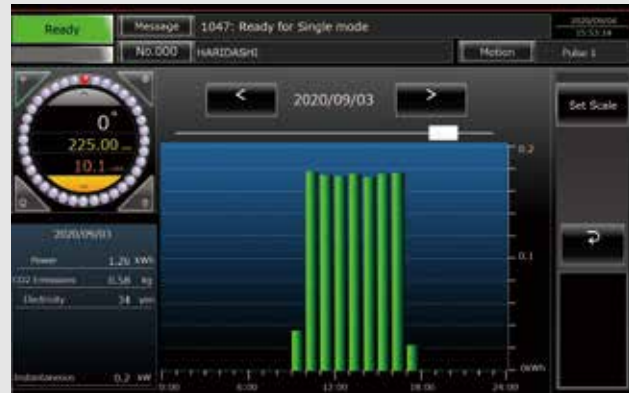 Ready
Message
1047: Ready for Single mode
2020/09/04
15:53:14
No.000
HARIDASHI
Motion
Pulse 1
<
2020/09/03
>
Set Scale
0°
225.00
10.1
2020/09/03
Power 1.26 kWh
CO2 Emissions 0.58 kg
Electricity 34 yen
Instantaneous 0.2 kW
0.2
0.1
0kWh
0:00
6:00
12:00
18:00
24:00